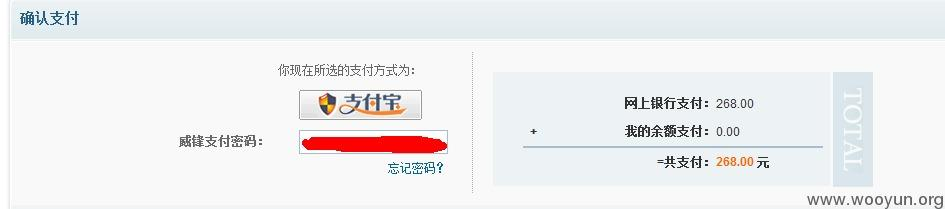 确认支付
你现在所选的支付方式为：
支付宝
威锋支付密码：
忘记密码？
网上银行支付：268.00
+ 我的余额支付：0.00
=共支付：268.00 元
TOTAL
www.wooyun.org